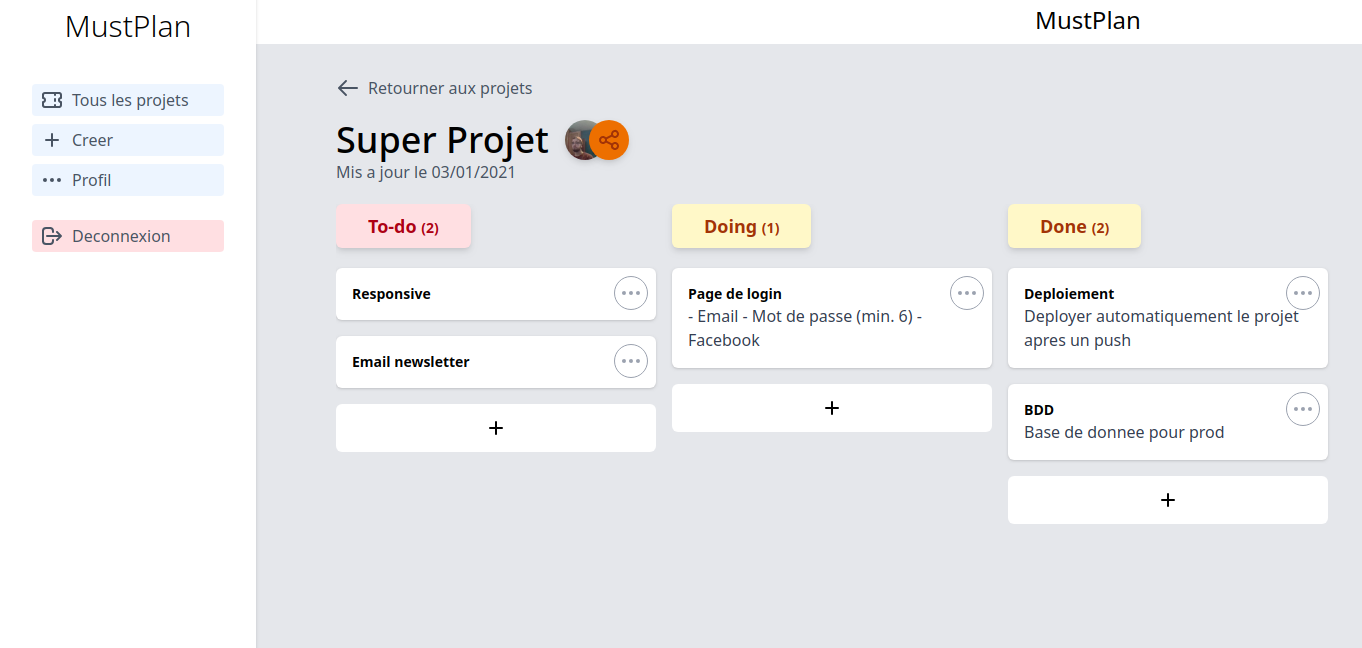 MustPlan
Tous les projets
Creer
Profil
Deconnexion
MustPlan
Retourner aux projets
Super Projet
Mis a jour le 03/01/2021
To-do (2)
Responsive
Email newsletter
+
Doing (1)
Page de login
- Email - Mot de passe (min. 6) -
Facebook
+
Done (2)
Deploiement
Deployer automatiquement le projet
apres un push
BDD
Base de donnee pour prod
+